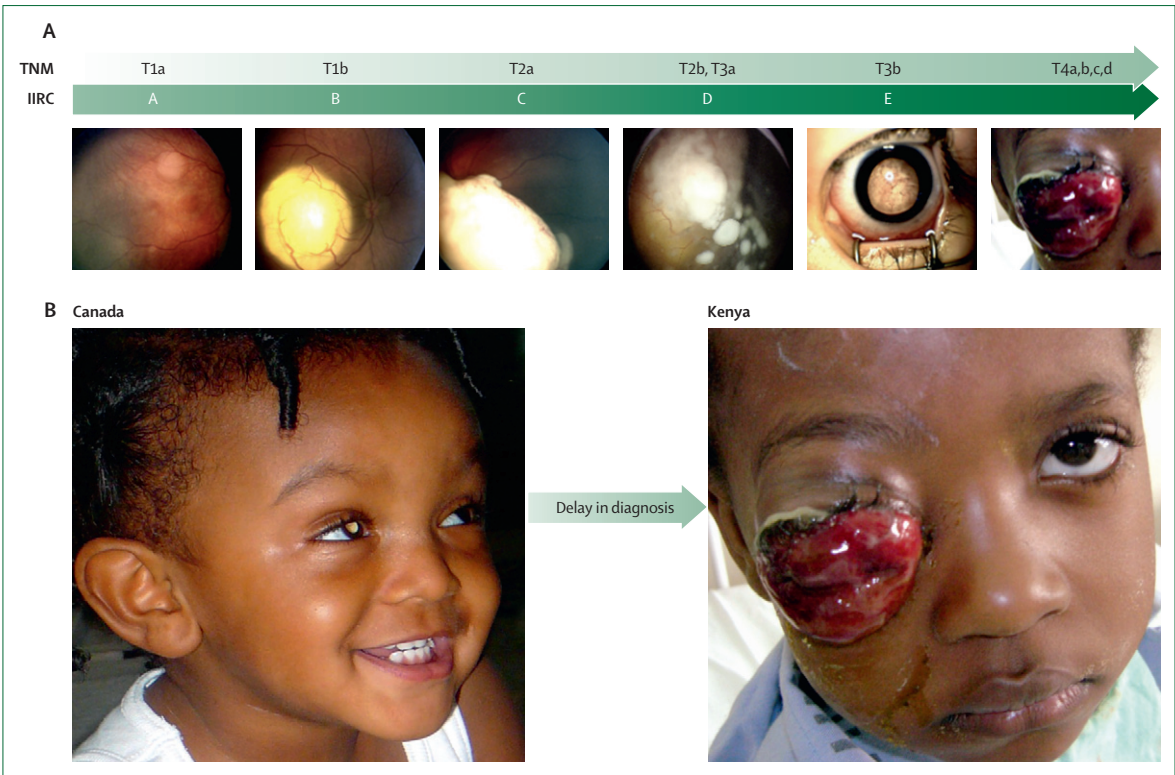 A
TNM T1a T1b T2a T2b, T3a T3b T4a,b,c,d
IIRC A B C D E
B Canada Kenya
Delay in diagnosis